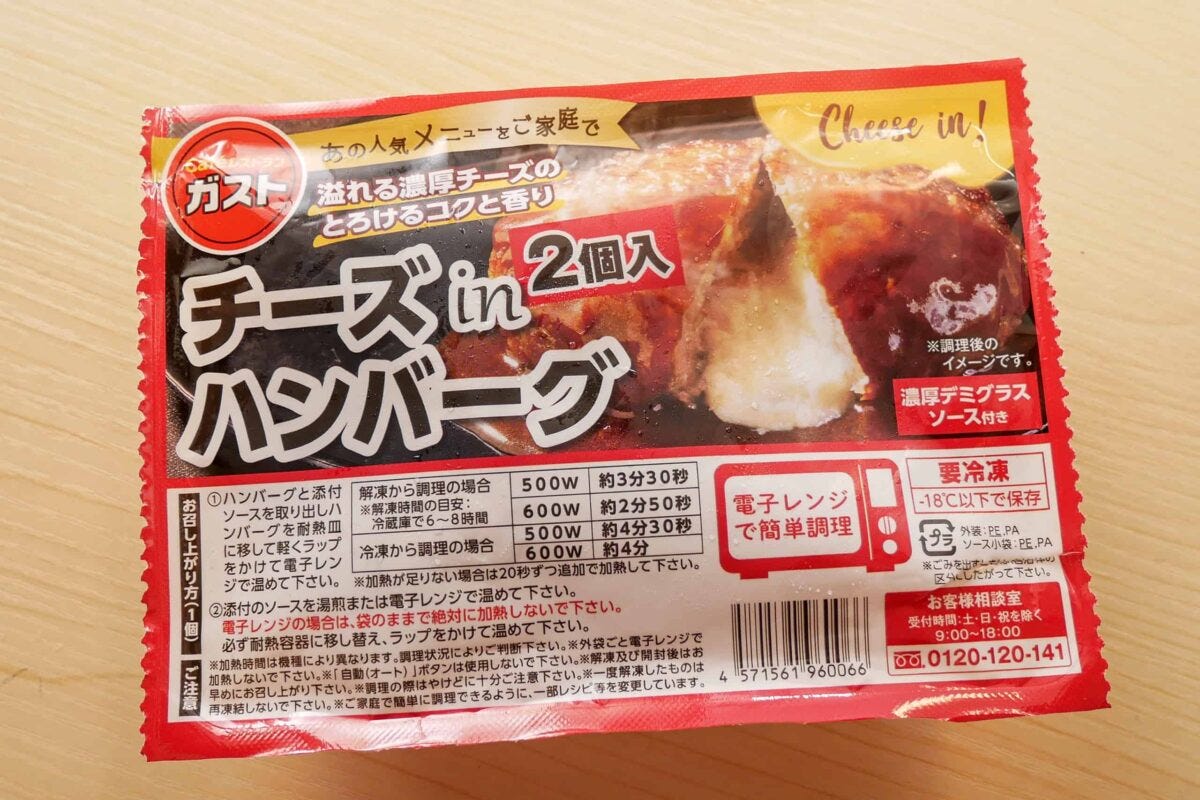 あの人気メニューをご家庭で
Cheese in!
レストラン
ガスト
溢れる濃厚チーズの
とろけるコクと香り
2個入
チーズin
ハンバーグ
※調理後の
イメージです。
濃厚デミグラス
ソース付き
お召し上がり方(1個)
①ハンバーグと添付
ソースを取り出しハ
ンバーグを耐熱皿
に移して軽くラップ
をかけて電子レン
ジで温めて下さい。
解凍から調理の場合
※解凍時間の目安:
冷蔵庫で6~8時間
500W 約3分30秒
600W 約2分50秒
冷凍から調理の場合
500W 約4分30秒
600W 約4分
※加熱が足りない場合は20秒ずつ追加で加熱して下さい。
②添付のソースを湯煎または電子レンジで温めて下さい。
電子レンジの場合は、袋のままで絶対に加熱しないで下さい。
必ず耐熱容器に移し替え、ラップをかけて温めて下さい。
ご注意
※加熱時間は機種により異なります。調理状況によりご判断下さい。※外袋ごと電子レンジで
加熱しないで下さい。※「自動(オート)」ボタンは使用しないで下さい。※解凍及び開封後はお
早めにお召し上がり下さい。※調理の際はやけどに十分ご注意下さい。※一度解凍したものは
再凍結しないで下さい。※ご家庭で簡単に調理できるように、一部レシピ等を変更しています。
電子レンジ
で簡単調理
要冷凍
-18℃以下で保存
プラ
外装:PE,PA
ソース小袋:PE,PA
※ごみを出すときは
区分にしたがって下さい。
お客様相談室
受付時間:土・日・祝を除く
9:00~18:00
0120-120-141
4 571561 960066